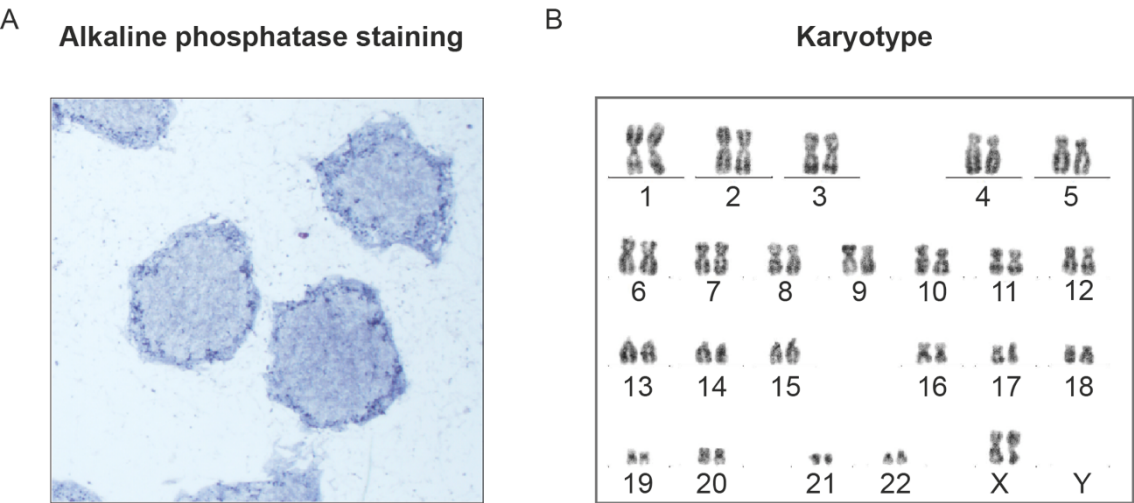 A
Alkaline phosphatase staining
B
Karyotype
1 2 3 4 5
6 7 8 9 10 11 12
13 14 15 16 17 18
19 20 21 22 X Y